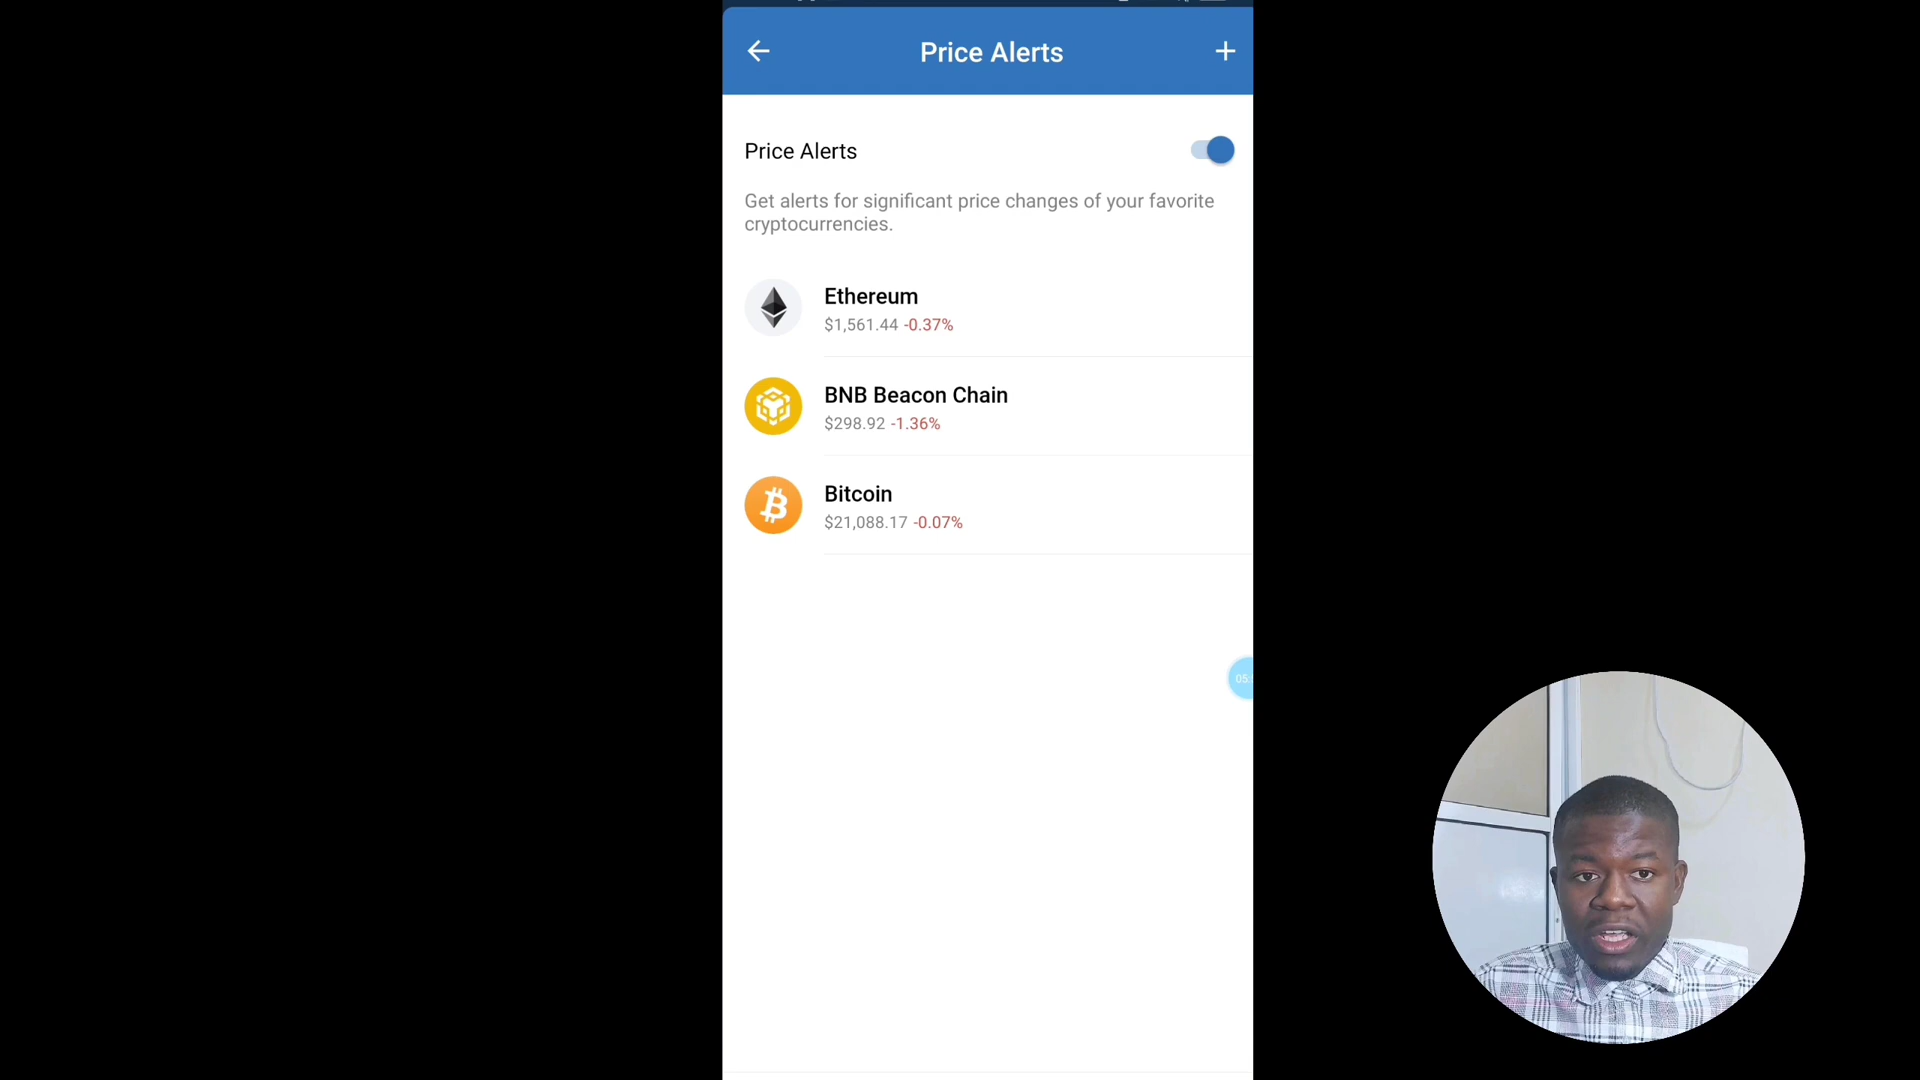 Price Alerts
Price Alerts
Get alerts for significant price changes of your favorite
cryptocurrencies.
Ethereum
$1,561.44 -0.37%
BNB Beacon Chain
$298.92 -1.36%
Bitcoin
$21,088.17 -0.07%